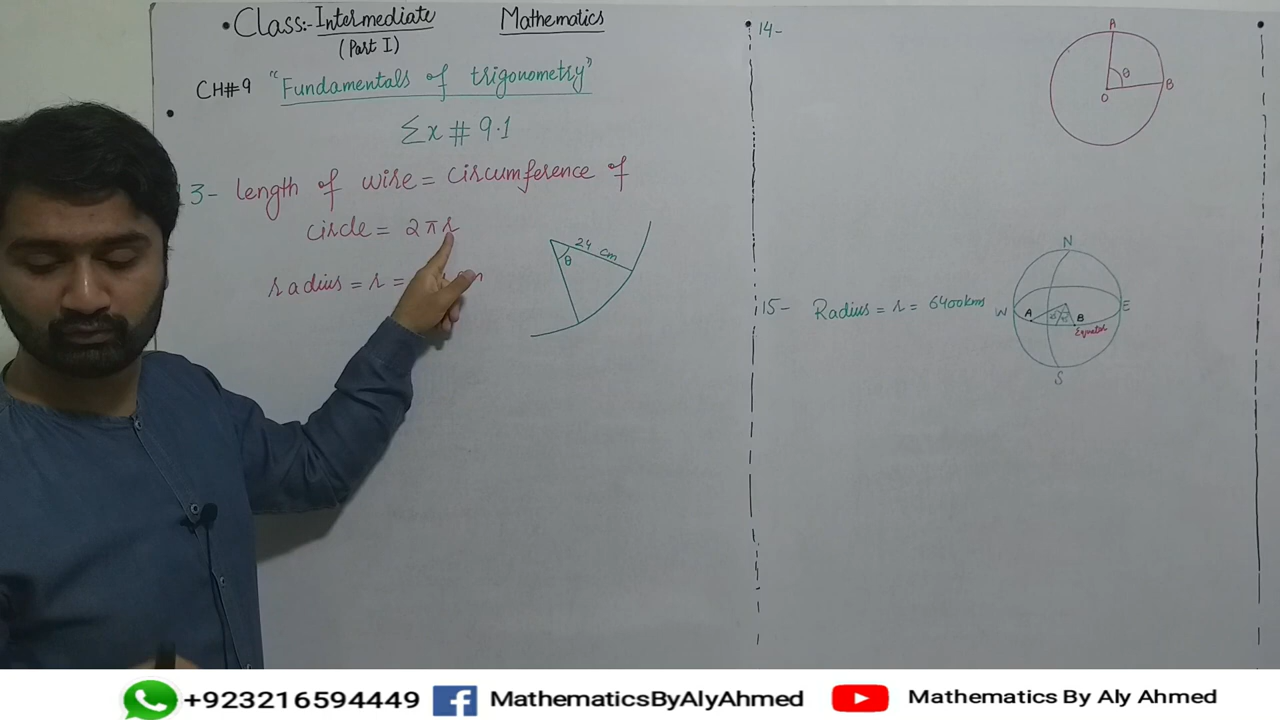 •Class:- Intermediate Mathematics
(Part I)
CH#9 "Fundamentals of trigonometry"
Ex # 9.1
3- length of wire = circumference of
circle = 2πr
radius = r =
24 cm
θ
14-
A
θ
O B
15- Radius = r = 6400kms
N
W E
A B
Equator
S
+923216594449 MathematicsByAlyAhmed Mathematics By Aly Ahmed